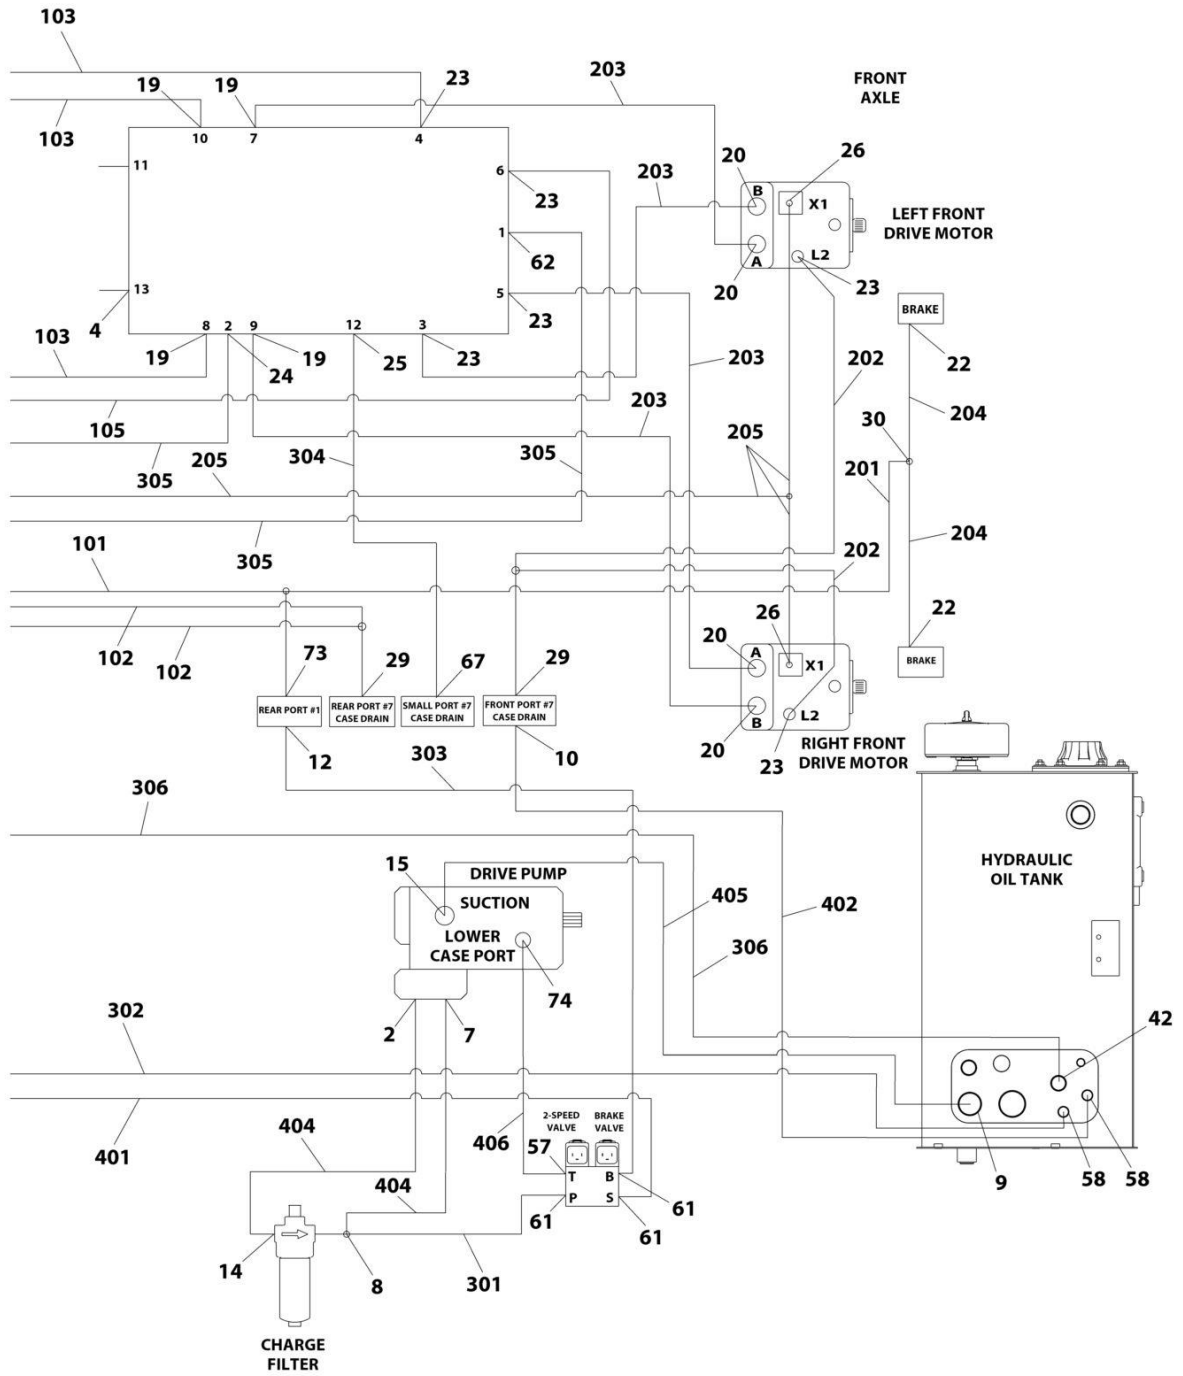 103
19
19
23
203
FRONT
AXLE
103
10
7
4
11
20
26
6
203
B
X1
23
LEFT FRONT
DRIVE MOTOR
1
62
A
L2
20
23
13
5
4
23
BRAKE
103
8
2
9
12
3
19
24
19
25
23
203
202
22
105
203
204
30
305
205
304
305
205
201
305
204
101
202
102
102
73
29
67
29
20
26
22
A
X1
BRAKE
REAR PORT #1
REAR PORT #7
CASE DRAIN
SMALL PORT #7
CASE DRAIN
FRONT PORT #7
CASE DRAIN
B
L2
20
23
RIGHT FRONT
DRIVE MOTOR
12
303
10
306
15
DRIVE PUMP
SUCTION
LOWER
CASE PORT
HYDRAULIC
OIL TANK
405
402
306
74
302
2
7
42
401
404
406
2-SPEED
VALVE
BRAKE
VALVE
57
404
T
B
P
S
61
61
61
9
58
58
14
8
301
CHARGE
FILTER